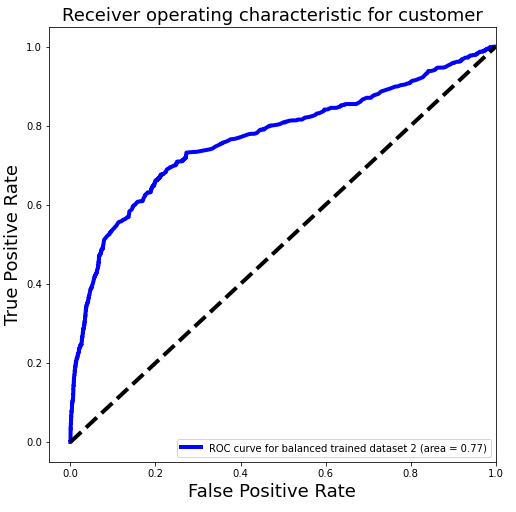 Receiver operating characteristic for customer
True Positive Rate
1.0
0.8
0.6
0.4
0.2
0.0
ROC curve for balanced trained dataset 2 (area = 0.77)
0.0 0.2 0.4 0.6 0.8 1.0
False Positive Rate